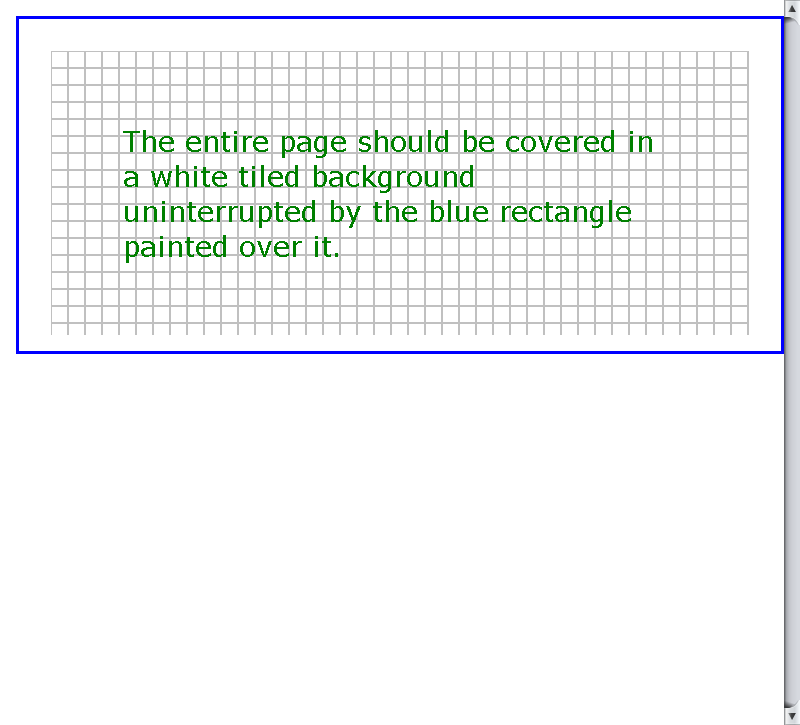 The entire page should be covered in
a white tiled background
uninterrupted by the blue rectangle
painted over it.